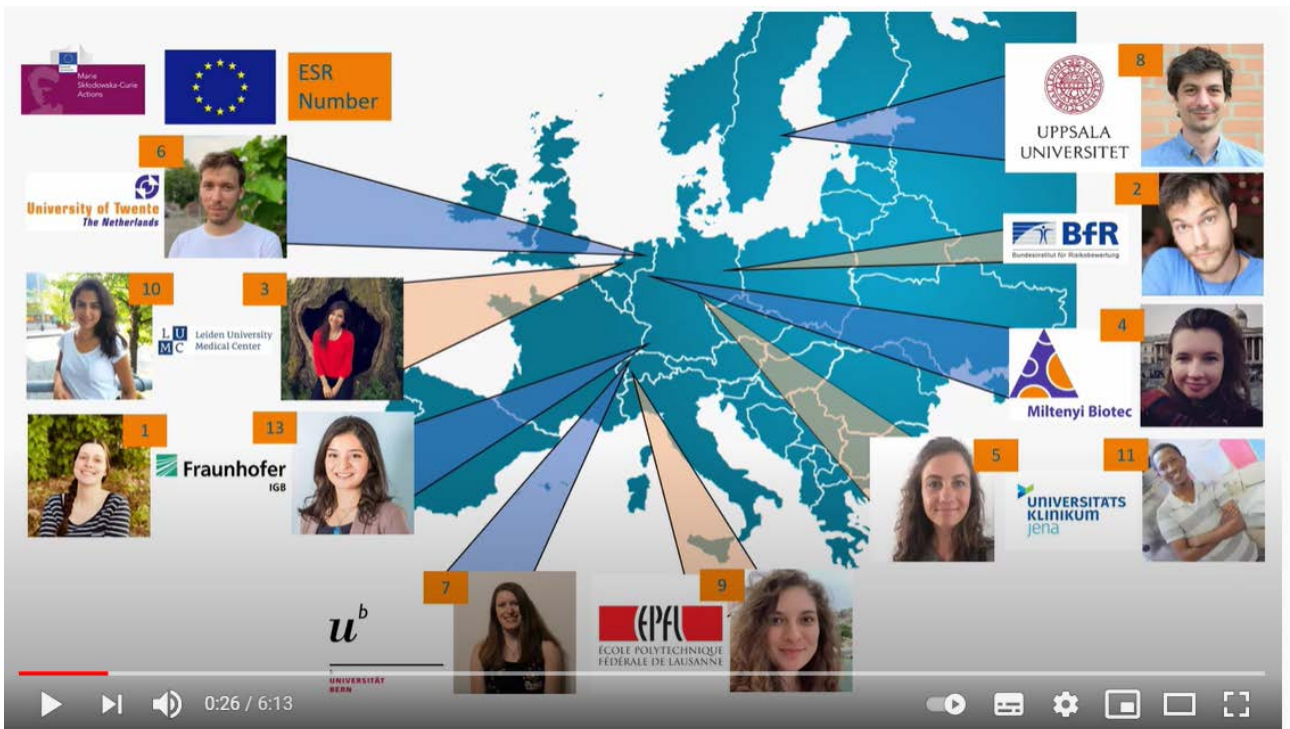 Marie
Skłodowska-Curie
Actions
ESR
Number
8
UPPSALA
UNIVERSITET
6
University of Twente
The Netherlands
2
BfR
Bundesinstitut für Risikobewertung
10
L U
M C
Leiden University
Medical Center
3
4
Miltenyi Biotec
1
Fraunhofer
IGB
13
5
UNIVERSITÄTS
KLINIKUM
jena
11
7
u
b
b
UNIVERSITÄT
BERN
EPFL
ÉCOLE POLYTECHNIQUE
FÉDÉRALE DE LAUSANNE
9
0:26 / 6:13